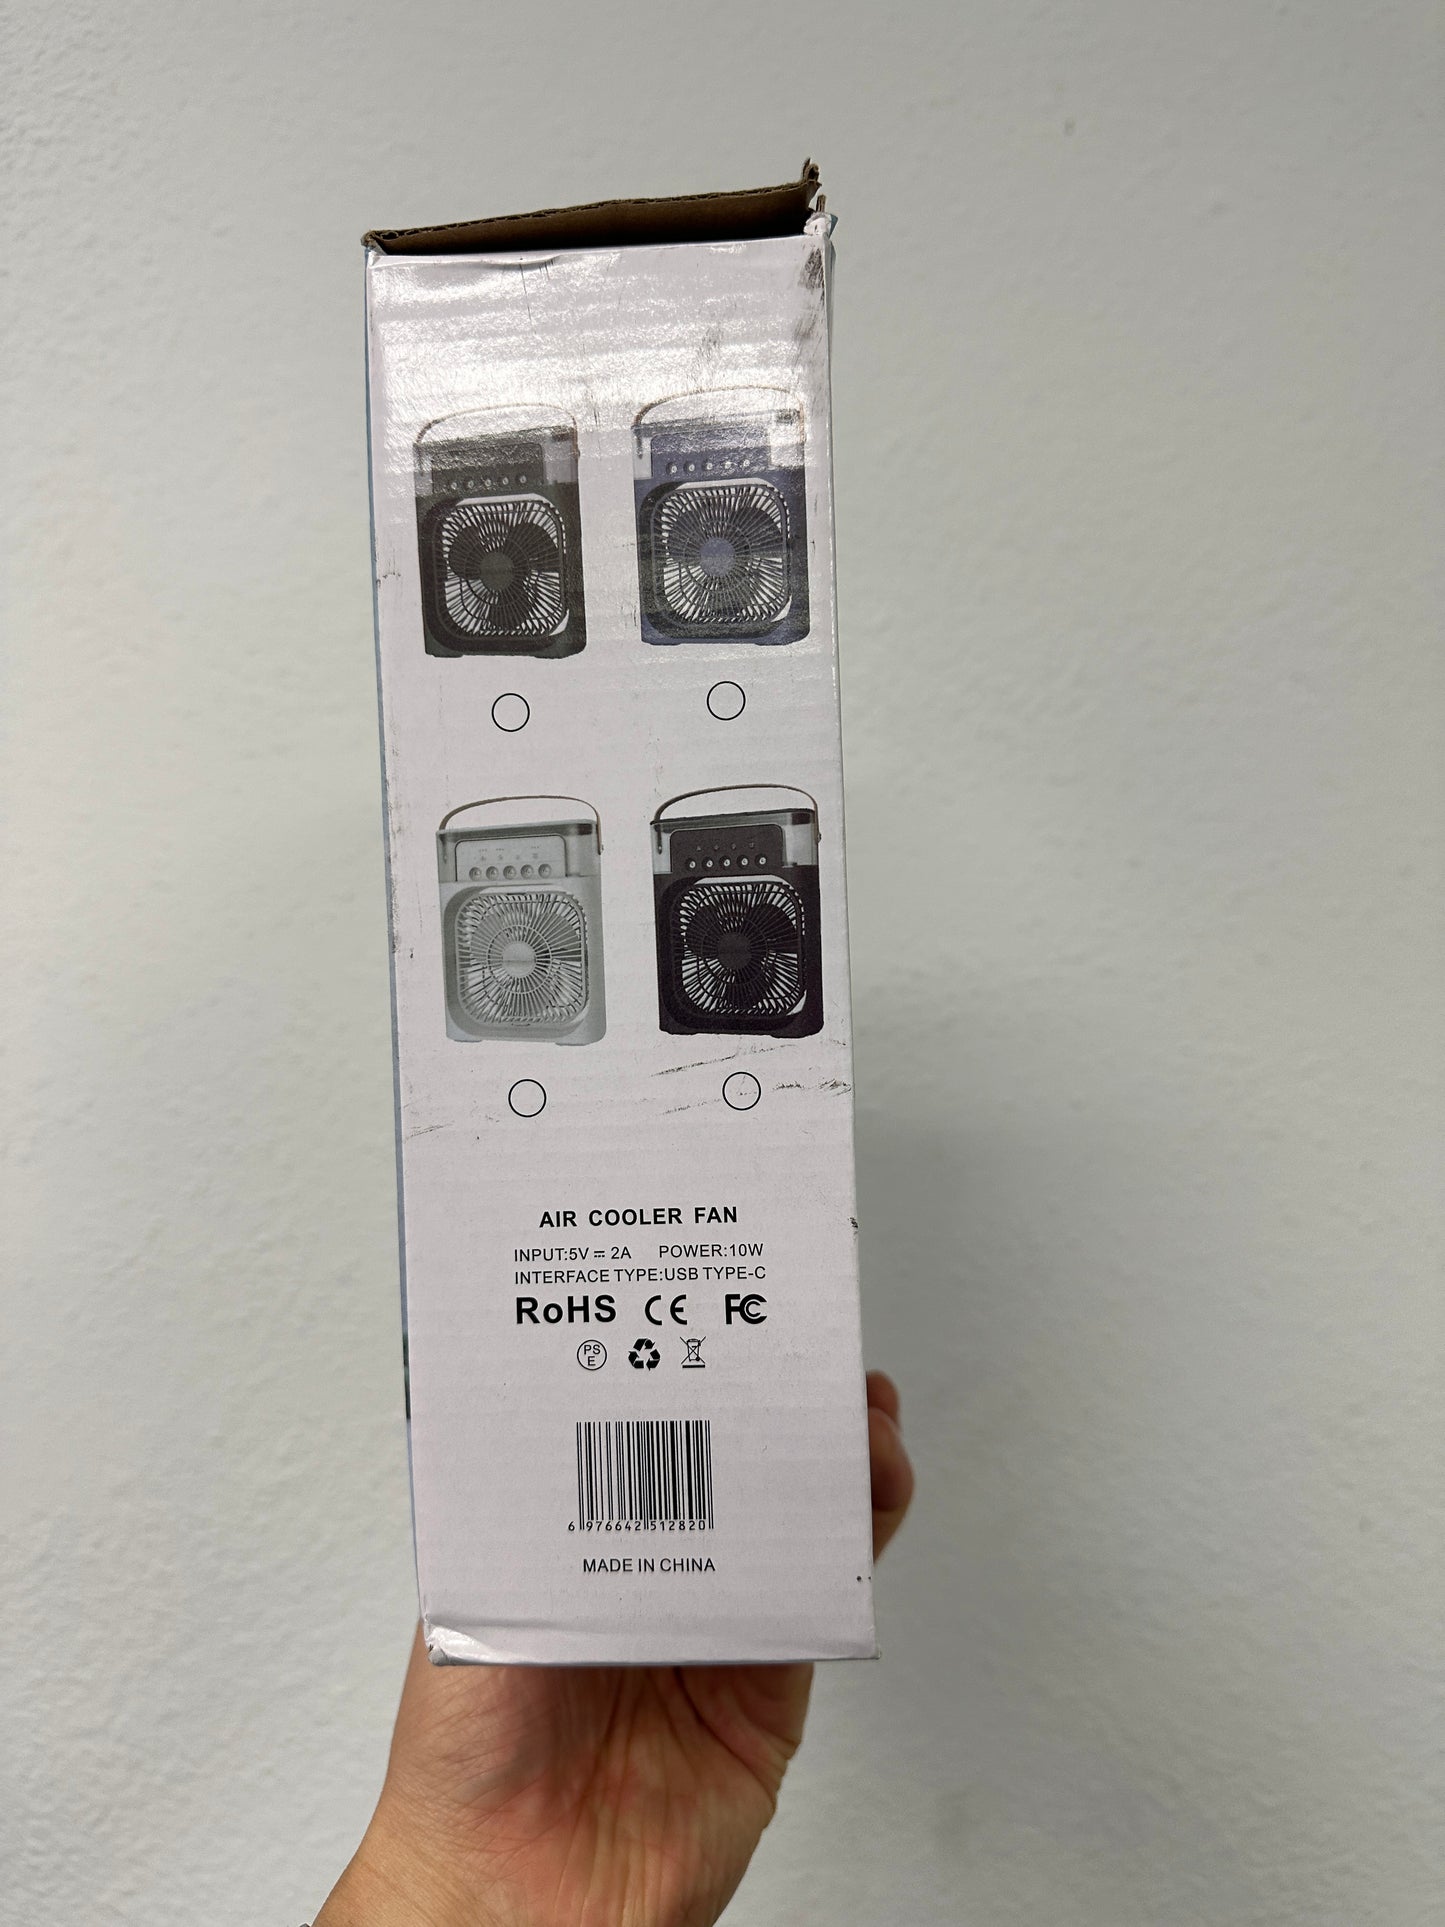 AIR COOLER FAN
INPUT:5V ⎓ 2A POWER:10W
INTERFACE TYPE:USB TYPE-C
RoHS CE FC
PS
E
6 976642 512820
MADE IN CHINA